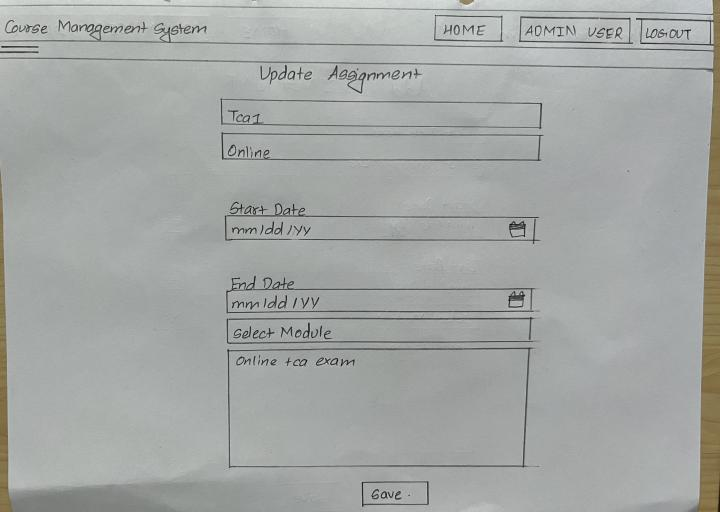 Course Management System HOME ADMIN USER LOGOUT
Update Assignment
Tca1
Online
Start Date
mm/dd/yy
End Date
mm/dd/yy
Select Module
Online tca exam
Save.